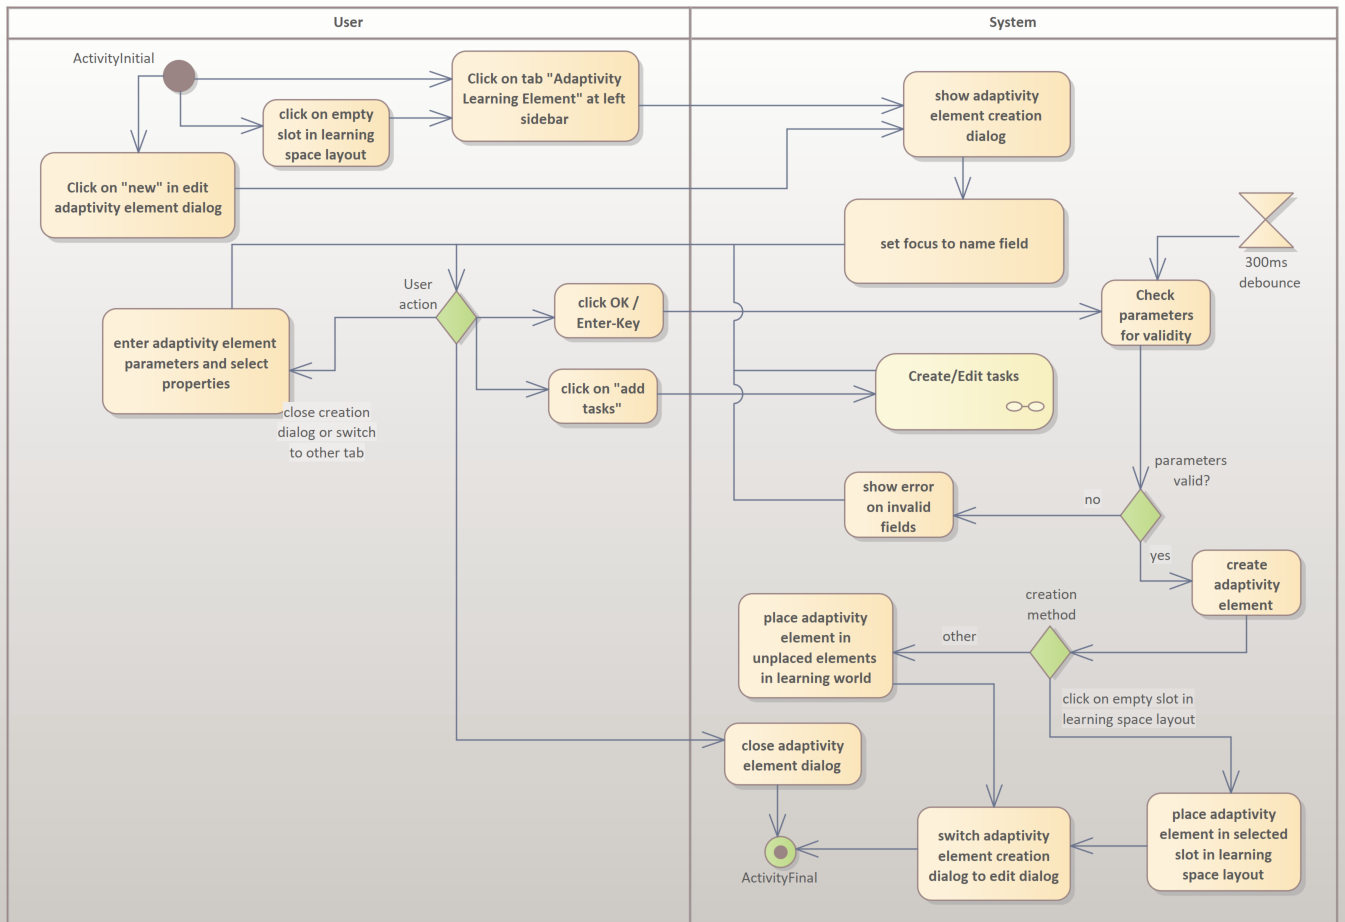 User
System
ActivityInitial
Click on tab "Adaptivity
Learning Element" at left
sidebar
click on empty
slot in learning
space layout
Click on "new" in edit
adaptivity element dialog
show adaptivity
element creation
dialog
set focus to name field
300ms
debounce
User
action
click OK /
Enter-Key
Check
parameters
for validity
enter adaptivity element
parameters and select
properties
click on "add
tasks"
Create/Edit tasks
close creation
dialog or switch
to other tab
parameters
valid?
no
show error
on invalid
fields
yes
create
adaptivity
element
creation
method
other
place adaptivity
element in
unplaced elements
in learning world
click on empty slot in
learning space layout
close adaptivity
element dialog
place adaptivity
element in selected
slot in learning
space layout
switch adaptivity
element creation
dialog to edit dialog
ActivityFinal